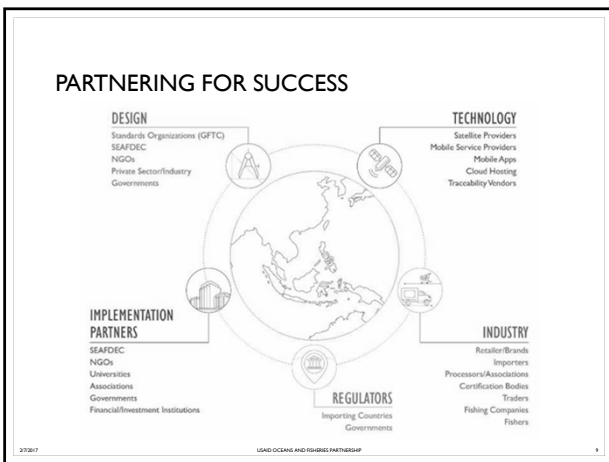 PARTNERING FOR SUCCESS
DESIGN
Standards Organizations (GFTC)
SEAFDEC
NGOs
Private Sector/Industry
Governments
TECHNOLOGY
Satellite Providers
Mobile Service Providers
Mobile Apps
Cloud Hosting
Traceability Vendors
IMPLEMENTATION
PARTNERS
SEAFDEC
NGOs
Universities
Associations
Governments
Financial/Investment Institutions
REGULATORS
Importing Countries
Governments
INDUSTRY
Retailer/Brands
Importers
Processors/Associations
Certification Bodies
Traders
Fishing Companies
Fishers
2/7/2017
USAID OCEANS AND FISHERIES PARTNERSHIP
9